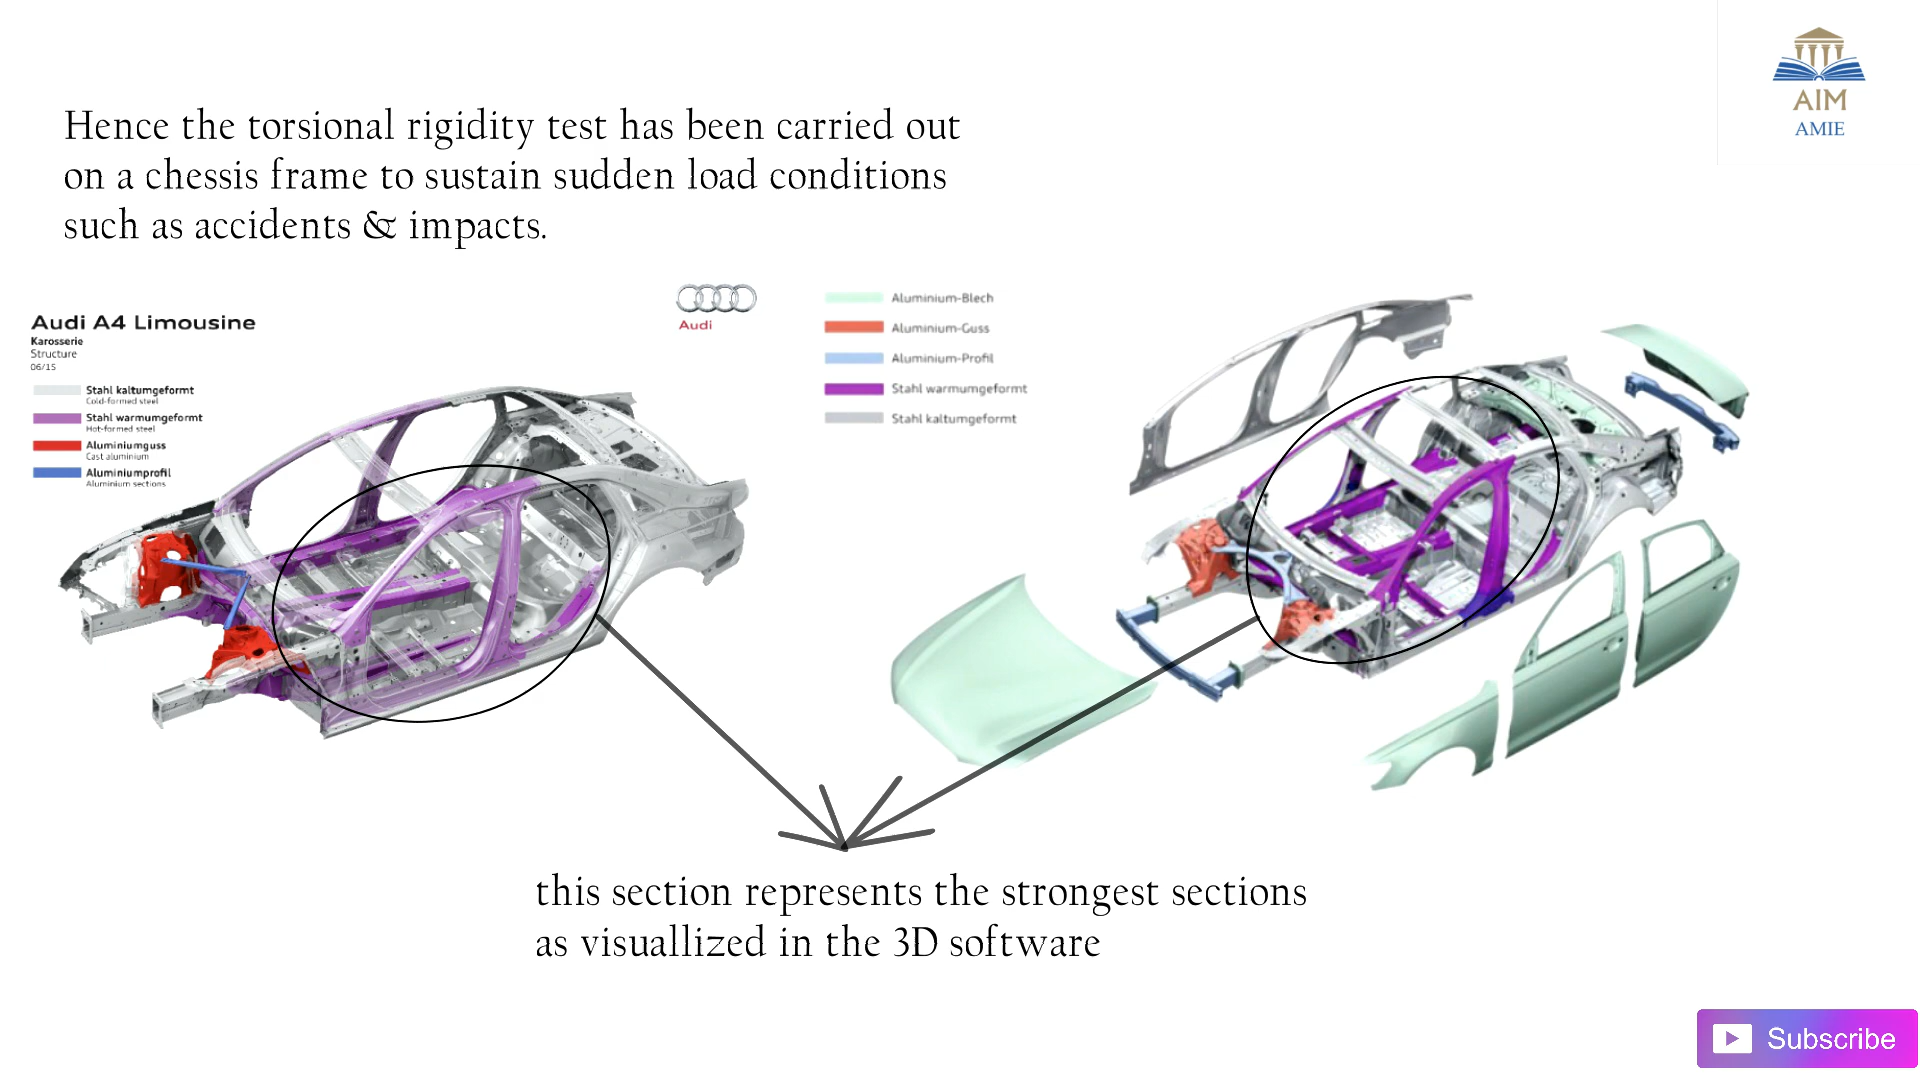 AIM
AMIE
Hence the torsional rigidity test has been carried out
on a chessis frame to sustain sudden load conditions
such as accidents & impacts.
Audi A4 Limousine
Karosserie
Structure
06/15
Stahl kaltumgeformt
Cold-formed steel
Stahl warmumgeformt
Hot-formed steel
Aluminiumguss
Cast aluminium
Aluminiumprofil
Aluminium sections
Audi
Aluminium-Blech
Aluminium-Guss
Aluminium-Profil
Stahl warmumgeformt
Stahl kaltumgeformt
this section represents the strongest sections
as visuallized in the 3D software
Subscribe